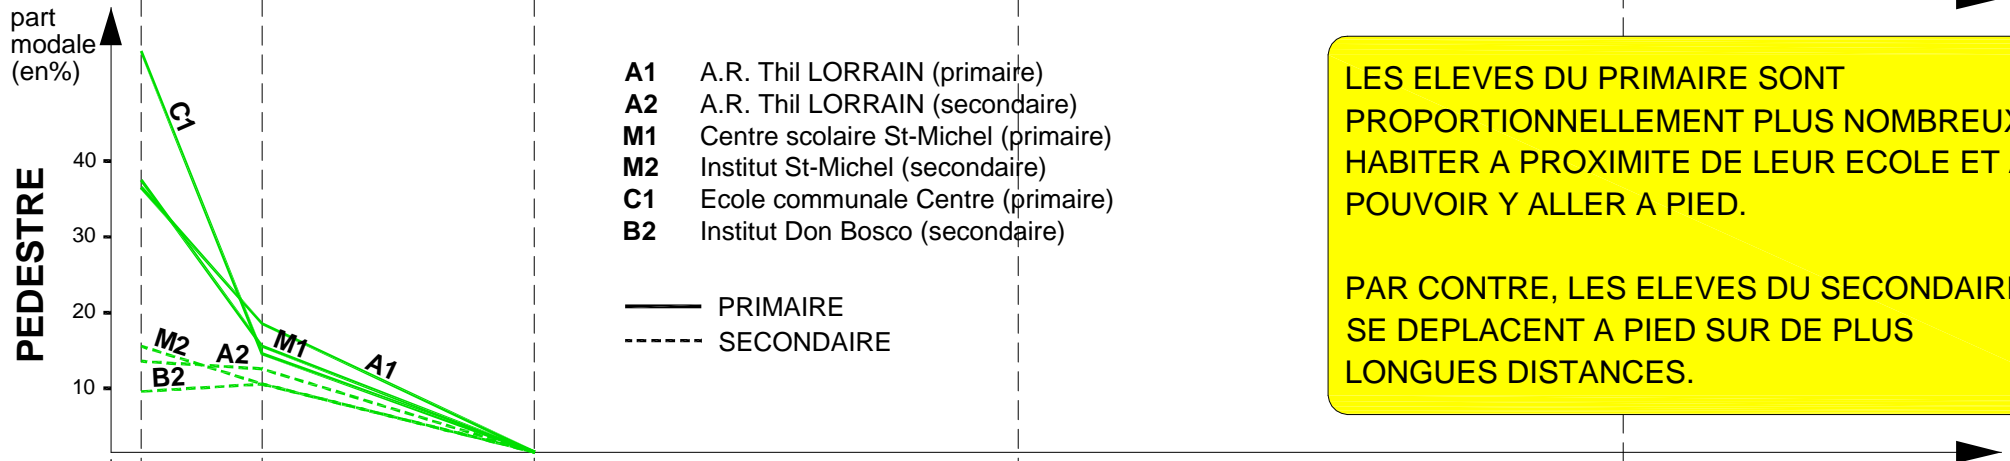 part
modale
(en%)
PEDESTRE
40
30
20
10
C1
M2
A2
M1
A1
B2
A1 A.R. Thil LORRAIN (primaire)
A2 A.R. Thil LORRAIN (secondaire)
M1 Centre scolaire St-Michel (primaire)
M2 Institut St-Michel (secondaire)
C1 Ecole communale Centre (primaire)
B2 Institut Don Bosco (secondaire)
PRIMAIRE
SECONDAIRE
LES ELEVES DU PRIMAIRE SONT
PROPORTIONNELLEMENT PLUS NOMBREUX
HABITER A PROXIMITE DE LEUR ECOLE ET
POUVOIR Y ALLER A PIED.
PAR CONTRE, LES ELEVES DU SECONDAIRE
SE DEPLACENT A PIED SUR DE PLUS
LONGUES DISTANCES.